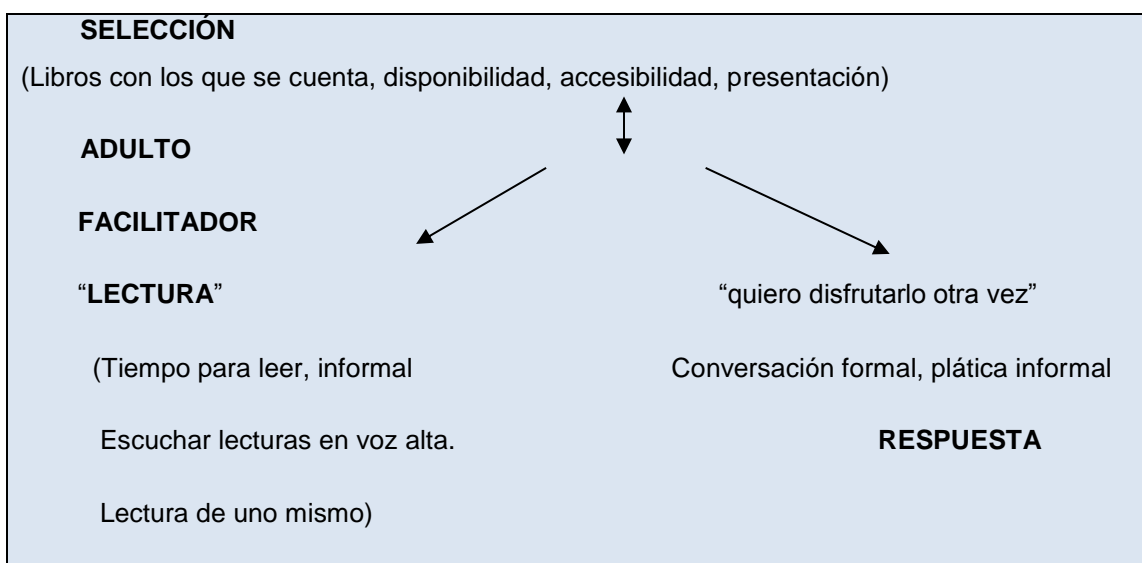 SELECCIÓN
(Libros con los que se cuenta, disponibilidad, accesibilidad, presentación)
ADULTO
FACILITADOR
“LECTURA” “quiero disfrutarlo otra vez”
(Tiempo para leer, informal Conversación formal, plática informal
Escuchar lecturas en voz alta. RESPUESTA
Lectura de uno mismo)